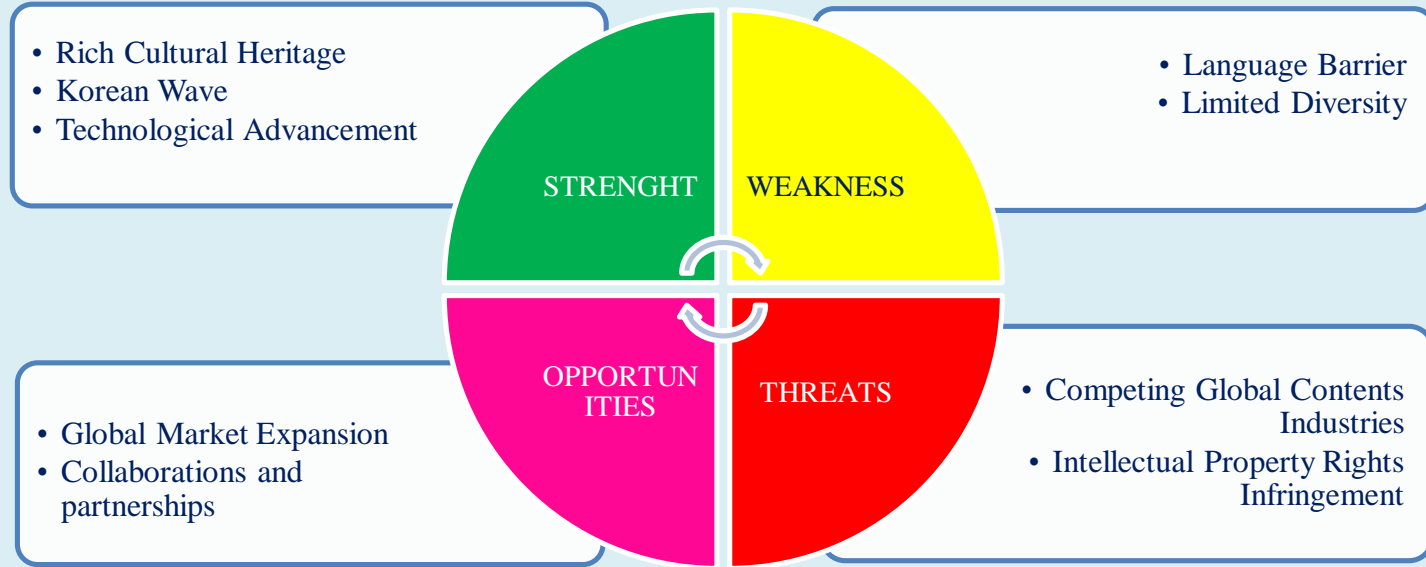 • Rich Cultural Heritage
• Korean Wave
• Technological Advancement
STRENGHT
WEAKNESS
• Language Barrier
• Limited Diversity
• Global Market Expansion
• Collaborations and
partnerships
OPPORTUN
ITIES
THREATS
• Competing Global Contents
Industries
• Intellectual Property Rights
Infringement